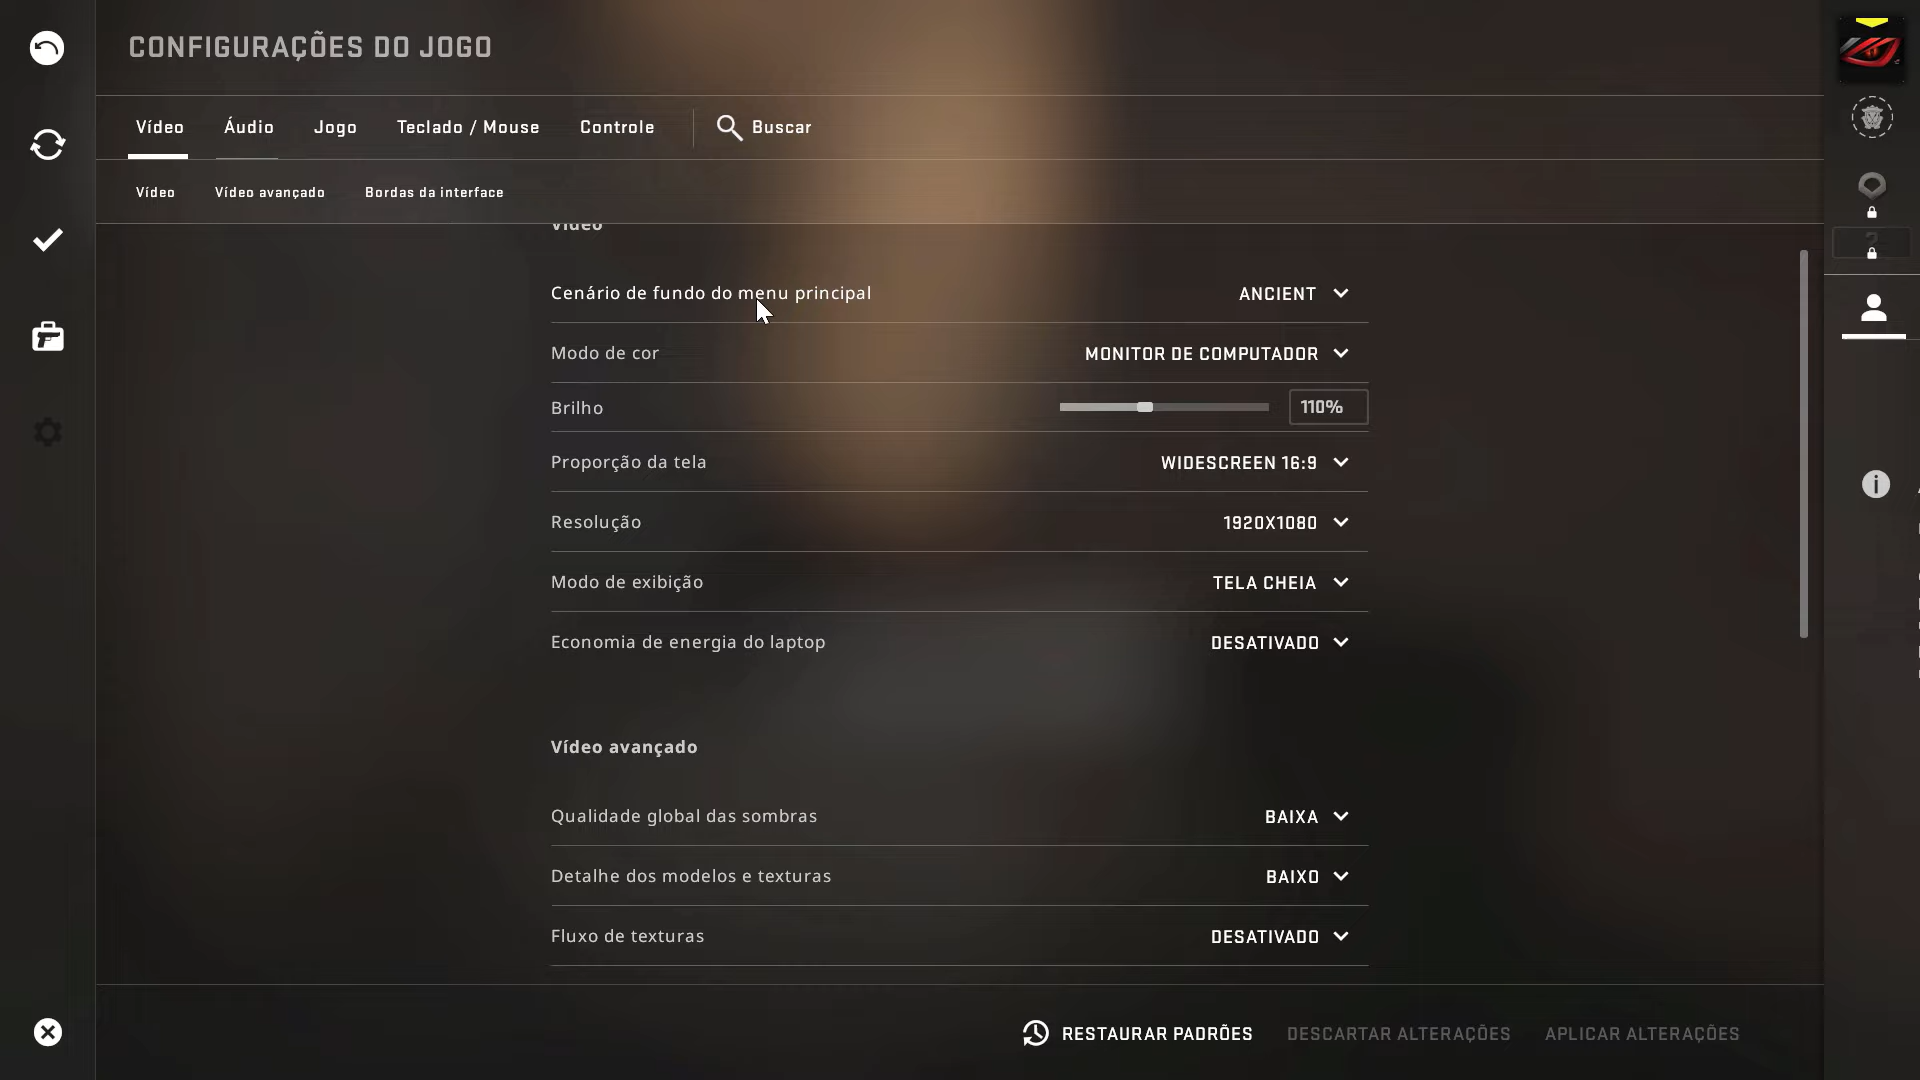 CONFIGURAÇÕES DO JOGO
Vídeo Áudio Jogo Teclado / Mouse Controle Buscar
Vídeo Vídeo avançado Bordas da interface
Vídeo
Cenário de fundo do menu principal ANCIENT
Modo de cor MONITOR DE COMPUTADOR
Brilho 110%
Proporção da tela WIDESCREEN 16:9
Resolução 1920X1080
Modo de exibição TELA CHEIA
Economia de energia do laptop DESATIVADO
Vídeo avançado
Qualidade global das sombras BAIXA
Detalhe dos modelos e texturas BAIXO
Fluxo de texturas DESATIVADO
RESTAURAR PADRÕES DESCARTAR ALTERAÇÕES APLICAR ALTERAÇÕES